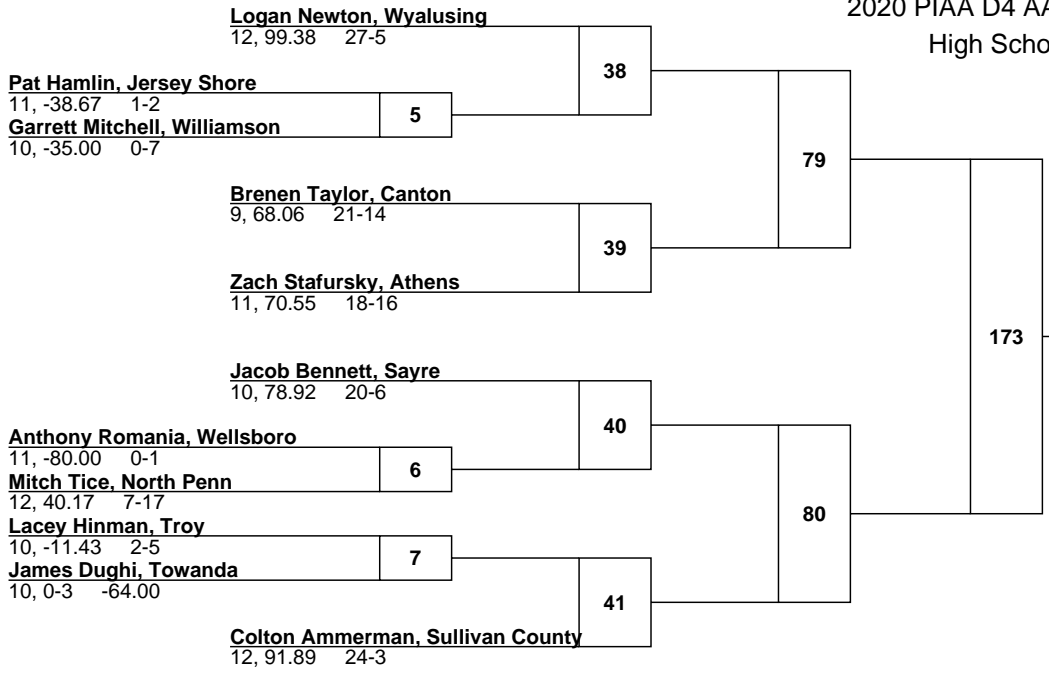 2020 PIAA D4 AA
High Scho
Logan Newton, Wyalusing
12, 99.38 27-5
38
Pat Hamlin, Jersey Shore
11, -38.67 1-2
5
Garrett Mitchell, Williamson
10, -35.00 0-7
79
Brenen Taylor, Canton
9, 68.06 21-14
39
Zach Stafursky, Athens
11, 70.55 18-16
173
Jacob Bennett, Sayre
10, 78.92 20-6
40
Anthony Romania, Wellsboro
11, -80.00 0-1
6
Mitch Tice, North Penn
12, 40.17 7-17
80
Lacey Hinman, Troy
10, -11.43 2-5
7
James Dughi, Towanda
10, 0-3 -64.00
41
Colton Ammerman, Sullivan County
12, 91.89 24-3